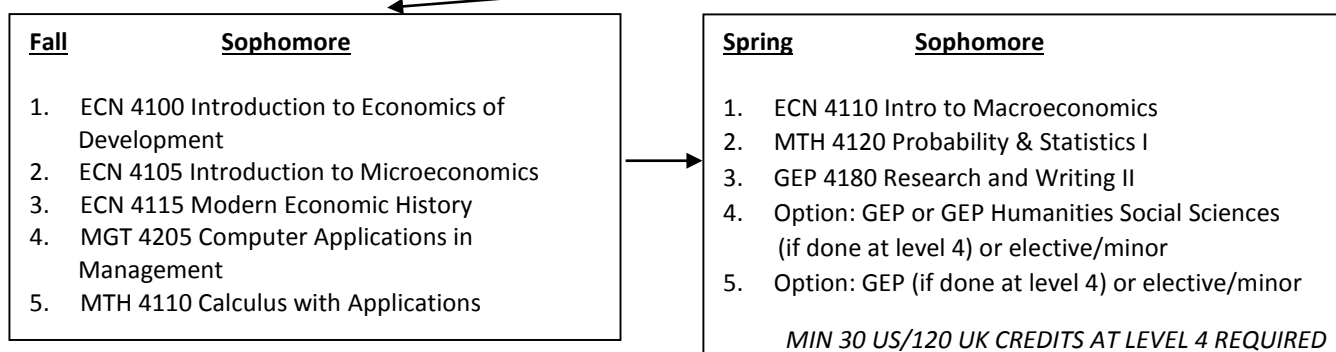 Fall Sophomore
1. ECN 4100 Introduction to Economics of
Development
2. ECN 4105 Introduction to Microeconomics
3. ECN 4115 Modern Economic History
4. MGT 4205 Computer Applications in
Management
5. MTH 4110 Calculus with Applications
Spring Sophomore
1. ECN 4110 Intro to Macroeconomics
2. MTH 4120 Probability & Statistics I
3. GEP 4180 Research and Writing II
4. Option: GEP or GEP Humanities Social Sciences
(if done at level 4) or elective/minor
5. Option: GEP (if done at level 4) or elective/minor
MIN 30 US/120 UK CREDITS AT LEVEL 4 REQUIRED